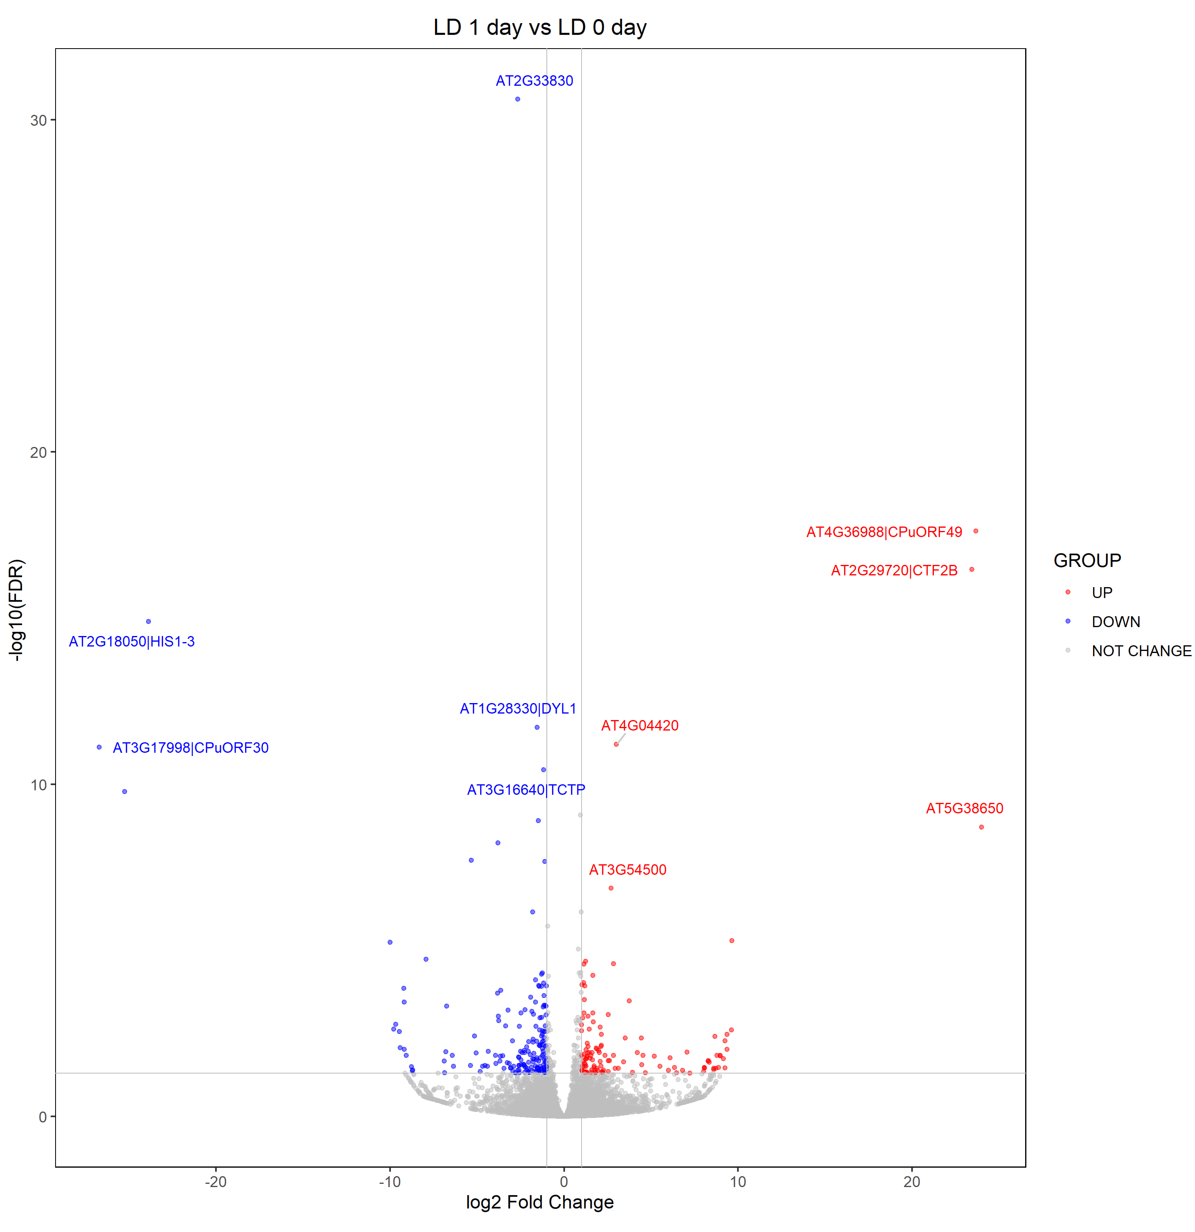 LD 1 day vs LD 0 day
AT2G33830
30
20
AT4G36988|CPuORF49
AT2G29720|CTF2B
GROUP
UP
DOWN
NOT CHANGE
-log10(FDR)
AT2G18050|HIS1-3
AT1G28330|DYL1
AT4G04420
AT3G17998|CPuORF30
10
AT3G16640|TCTP
AT5G38650
AT3G54500
0
-20
-10
0
10
20
log2 Fold Change